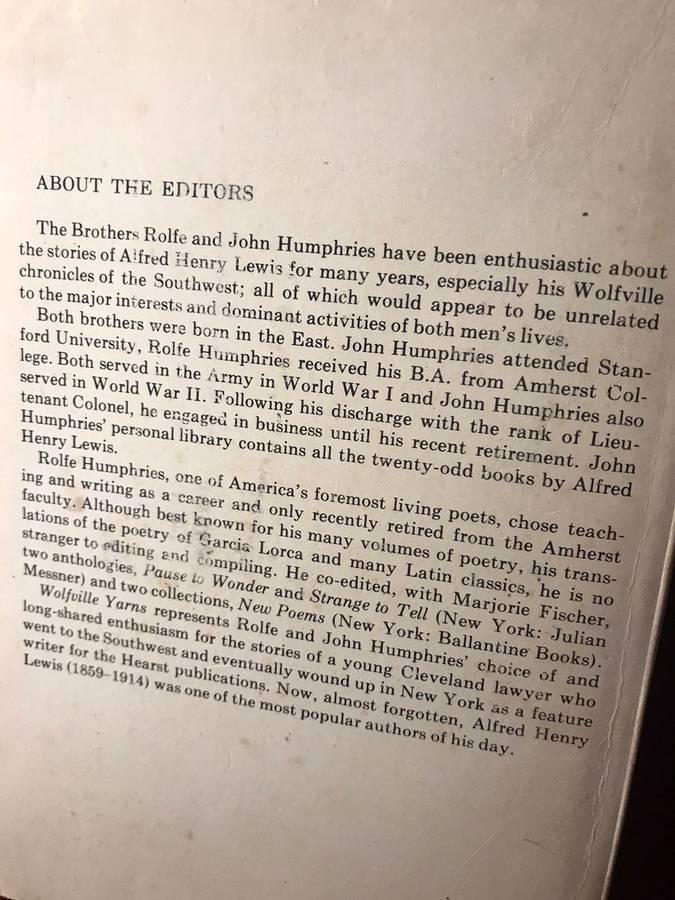 ABOUT THE EDITORS
The Brothers Rolfe and John Humphries have been enthusiastic about
the stories of Alfred Henry Lewis for many years, especially his Wolfville
chronicles of the Southwest; all of which would appear to be unrelated
to the major interests and dominant activities of both men's lives.
Both brothers were born in the East. John Humphries attended Stan-
ford University, Rolfe Humphries received his B.A. from Amherst Col-
lege. Both served in the Army in World War I and John Humphries also
served in World War II. Following his discharge with the rank of Lieu-
tenant Colonel, he engaged in business until his recent retirement. John
Humphries' personal library contains all the twenty-odd books by Alfred
Henry Lewis.
Rolfe Humphries, one of America's foremost living poets, chose teach-
ing and writing as a career and only recently retired from the Amherst
faculty. Although best known for his many volumes of poetry, his trans-
lations of the poetry of Garcia Lorca and many Latin classics, he is no
stranger to editing and compiling. He co-edited, with Marjorie Fischer,
two anthologies, Pause to Wonder and Strange to Tell (New York: Julian
Messner) and two collections, New Poems (New York: Ballantine Books).
Wolfville Yarns represents Rolfe and John Humphries' choice of and
long-shared enthusiasm for the stories of a young Cleveland lawyer who
went to the Southwest and eventually wound up in New York as a feature
writer for the Hearst publications. Now, almost forgotten, Alfred Henry
Lewis (1859–1914) was one of the most popular authors of his day.